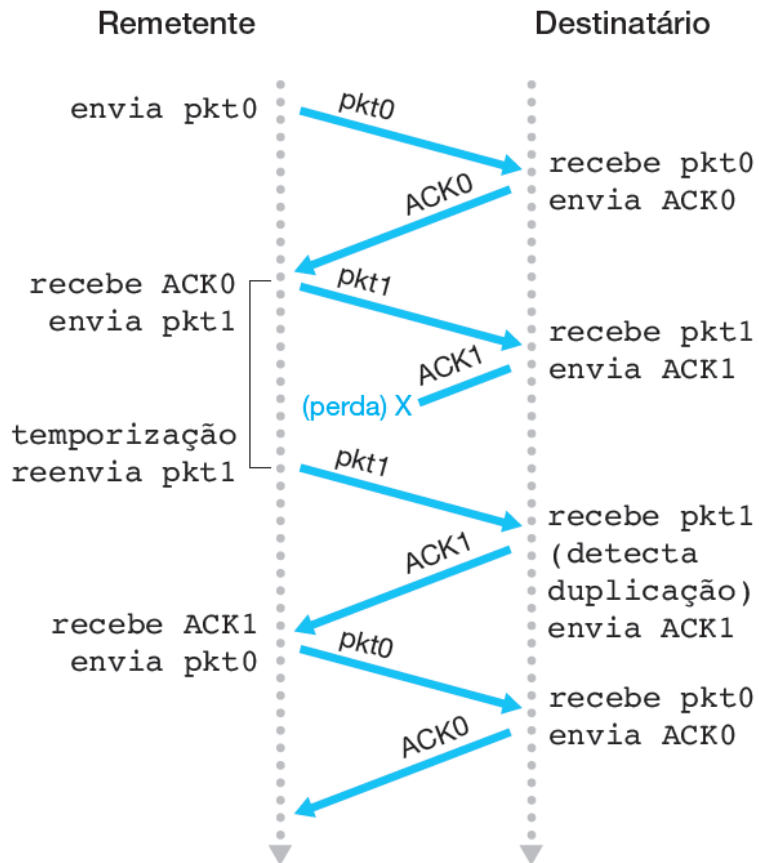 Remetente
Destinatário
envia pkt0
pkt0
recebe pkt0
envia ACK0
ACK0
recebe ACK0
envia pkt1
pkt1
recebe pkt1
envia ACK1
ACK1
(perda) X
temporização
reenvia pkt1
pkt1
recebe pkt1
(detecta
duplicação)
envia ACK1
ACK1
recebe ACK1
envia pkt0
pkt0
recebe pkt0
envia ACK0
ACK0